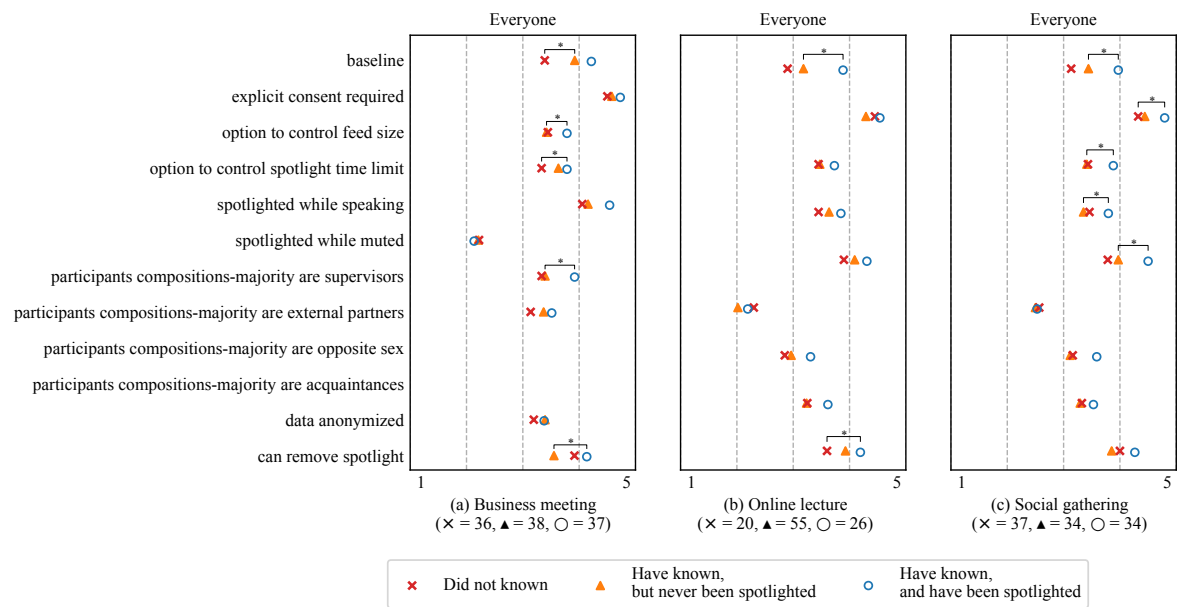 Everyone
Everyone
Everyone
baseline
explicit consent required
option to control feed size
option to control spotlight time limit
spotlighted while speaking
spotlighted while muted
participants compositions-majority are supervisors
participants compositions-majority are external partners
participants compositions-majority are opposite sex
participants compositions-majority are acquaintances
data anonymized
can remove spotlight
*
*
*
*
*
*
*
*
*
*
*
*
*
1 5
1 5
1 5
(a) Business meeting
(× = 36, ▲ = 38, ○ = 37)
(b) Online lecture
(× = 20, ▲ = 55, ○ = 26)
(c) Social gathering
(× = 37, ▲ = 34, ○ = 34)
Did not known
Have known,
but never been spotlighted
Have known,
and have been spotlighted